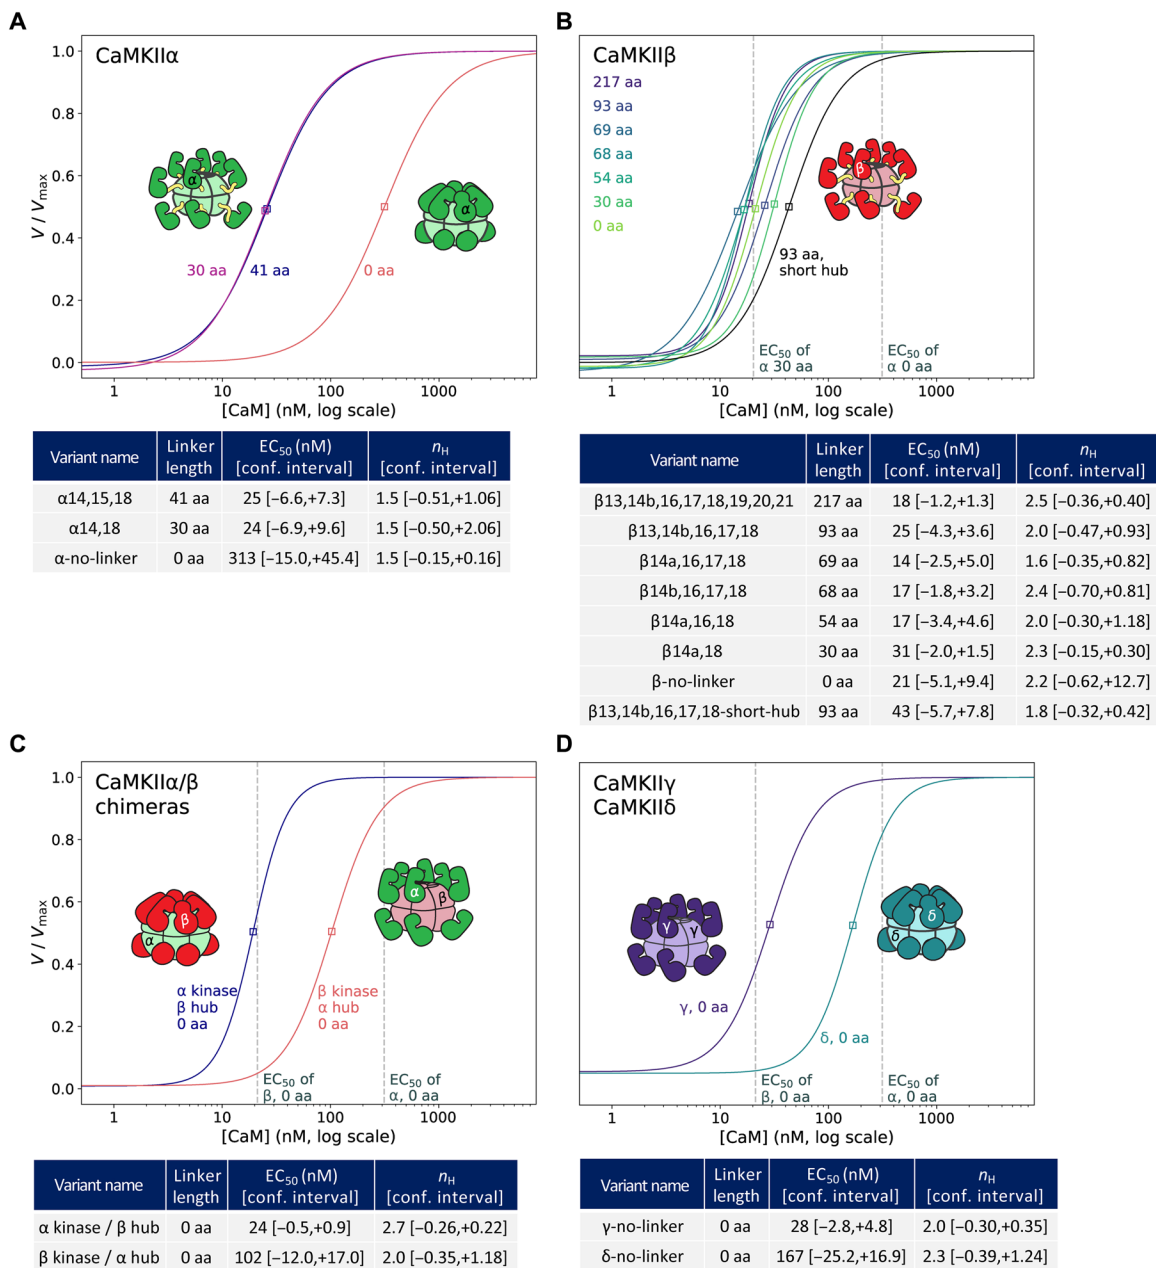 A
CaMKIIα
1.0
0.8
0.6
0.4
0.2
0.0
V / Vmax
α
α
30 aa
41 aa
0 aa
1
10
100
1000
[CaM] (nM, log scale)
Variant name | Linker length | EC50 (nM) [conf. interval] | nH [conf. interval]
α14,15,18 | 41 aa | 25 [−6.6,+7.3] | 1.5 [−0.51,+1.06]
α14,18 | 30 aa | 24 [−6.9,+9.6] | 1.5 [−0.50,+2.06]
α-no-linker | 0 aa | 313 [−15.0,+45.4] | 1.5 [−0.15,+0.16]
B
CaMKIIβ
217 aa
93 aa
69 aa
68 aa
54 aa
30 aa
0 aa
β
93 aa,
short hub
EC50 of
α 30 aa
EC50 of
α 0 aa
1
10
100
1000
[CaM] (nM, log scale)
Variant name | Linker length | EC50 (nM) [conf. interval] | nH [conf. interval]
β13,14b,16,17,18,19,20,21 | 217 aa | 18 [−1.2,+1.3] | 2.5 [−0.36,+0.40]
β13,14b,16,17,18 | 93 aa | 25 [−4.3,+3.6] | 2.0 [−0.47,+0.93]
β14a,16,17,18 | 69 aa | 14 [−2.5,+5.0] | 1.6 [−0.35,+0.82]
β14b,16,17,18 | 68 aa | 17 [−1.8,+3.2] | 2.4 [−0.70,+0.81]
β14a,16,18 | 54 aa | 17 [−3.4,+4.6] | 2.0 [−0.30,+1.18]
β14a,18 | 30 aa | 31 [−2.0,+1.5] | 2.3 [−0.15,+0.30]
β-no-linker | 0 aa | 21 [−5.1,+9.4] | 2.2 [−0.62,+12.7]
β13,14b,16,17,18-short-hub | 93 aa | 43 [−5.7,+7.8] | 1.8 [−0.32,+0.42]
C
CaMKIIα/β
chimeras
1.0
0.8
0.6
0.4
0.2
0.0
V / Vmax
β
α
α
β
α kinase
β hub
0 aa
β kinase
α hub
0 aa
EC50 of
β, 0 aa
EC50 of
α, 0 aa
1
10
100
1000
[CaM] (nM, log scale)
Variant name | Linker length | EC50 (nM) [conf. interval] | nH [conf. interval]
α kinase / β hub | 0 aa | 24 [−0.5,+0.9] | 2.7 [−0.26,+0.22]
β kinase / α hub | 0 aa | 102 [−12.0,+17.0] | 2.0 [−0.35,+1.18]
D
CaMKIIγ
CaMKIIδ
γ
γ
δ
δ
γ, 0 aa
δ, 0 aa
EC50 of
β, 0 aa
EC50 of
α, 0 aa
1
10
100
1000
[CaM] (nM, log scale)
Variant name | Linker length | EC50 (nM) [conf. interval] | nH [conf. interval]
γ-no-linker | 0 aa | 28 [−2.8,+4.8] | 2.0 [−0.30,+0.35]
δ-no-linker | 0 aa | 167 [−25.2,+16.9] | 2.3 [−0.39,+1.24]